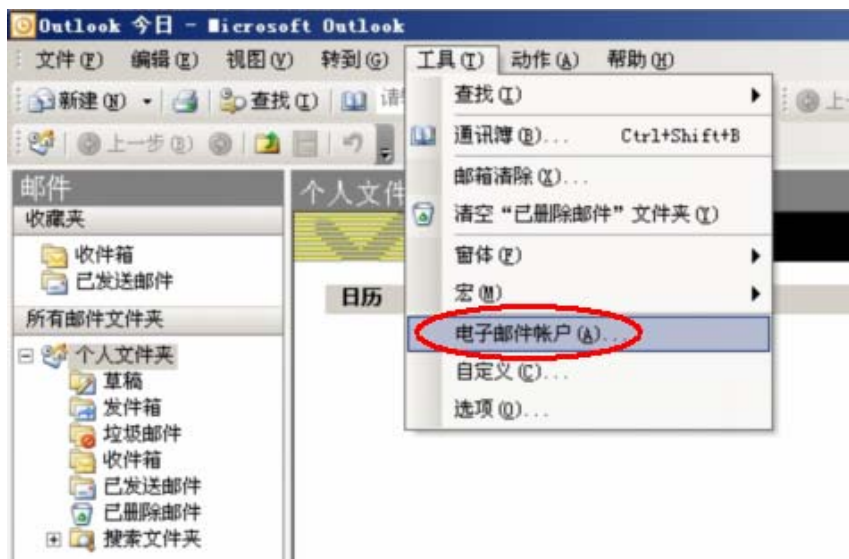 Outlook 今日 - Microsoft Outlook
文件(F) 编辑(E) 视图(V) 转到(G) 工具(T) 动作(A) 帮助(H)
新建(N) 查找(I) 上一
上一步(B)
邮件
收藏夹
收件箱
已发送邮件
所有邮件文件夹
个人文件夹
草稿
发件箱
垃圾邮件
收件箱
已发送邮件
已删除邮件
搜索文件夹
个人文件
日历
查找(I)
通讯簿(B)... Ctrl+Shift+B
邮箱清除(X)...
清空“已删除邮件”文件夹(Y)
窗体(F)
宏(M)
电子邮件帐户(A)...
自定义(C)...
选项(O)...